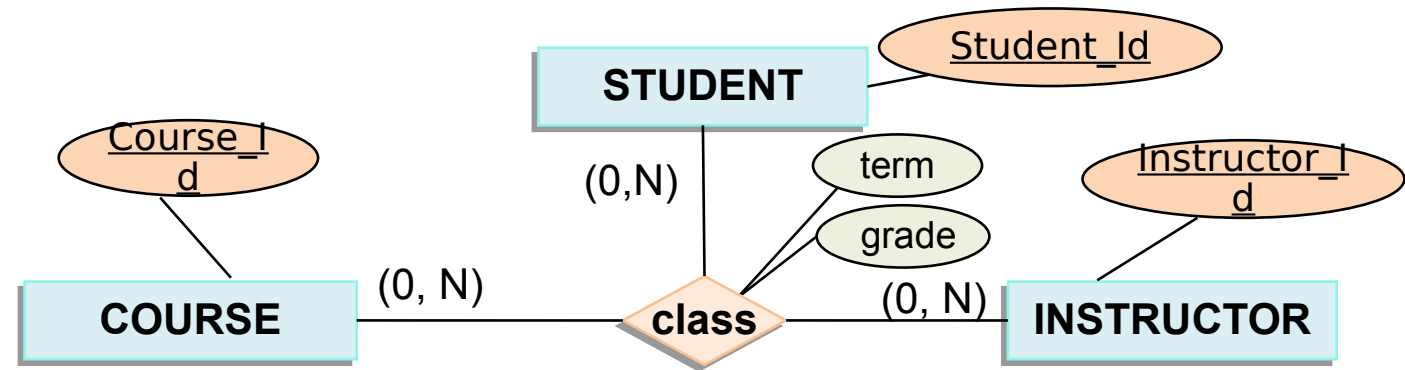 Student_Id
STUDENT
Course_I
d
term
Instructor_I
d
(0,N)
grade
(0, N)
(0, N)
COURSE
class
INSTRUCTOR